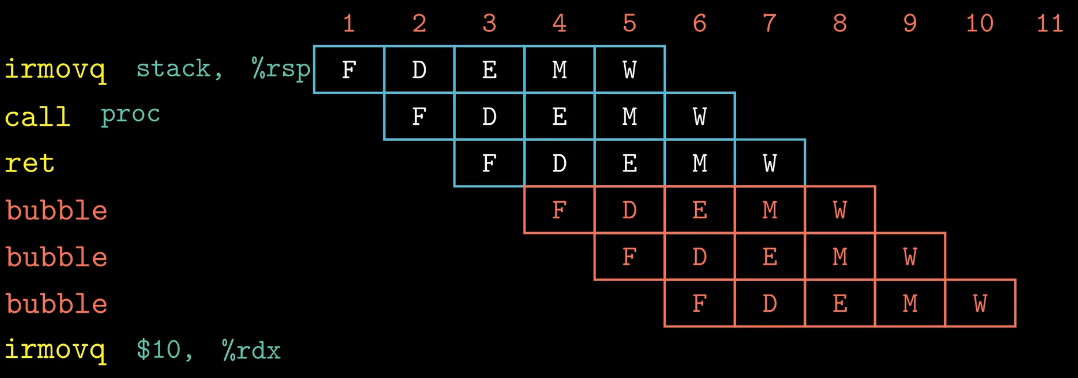 1 2 3 4 5 6 7 8 9 10 11
irmovq stack, %rsp F D E M W
call proc F D E M W
ret F D E M W
bubble F D E M W
bubble F D E M W
bubble F D E M W
irmovq $10, %rdx